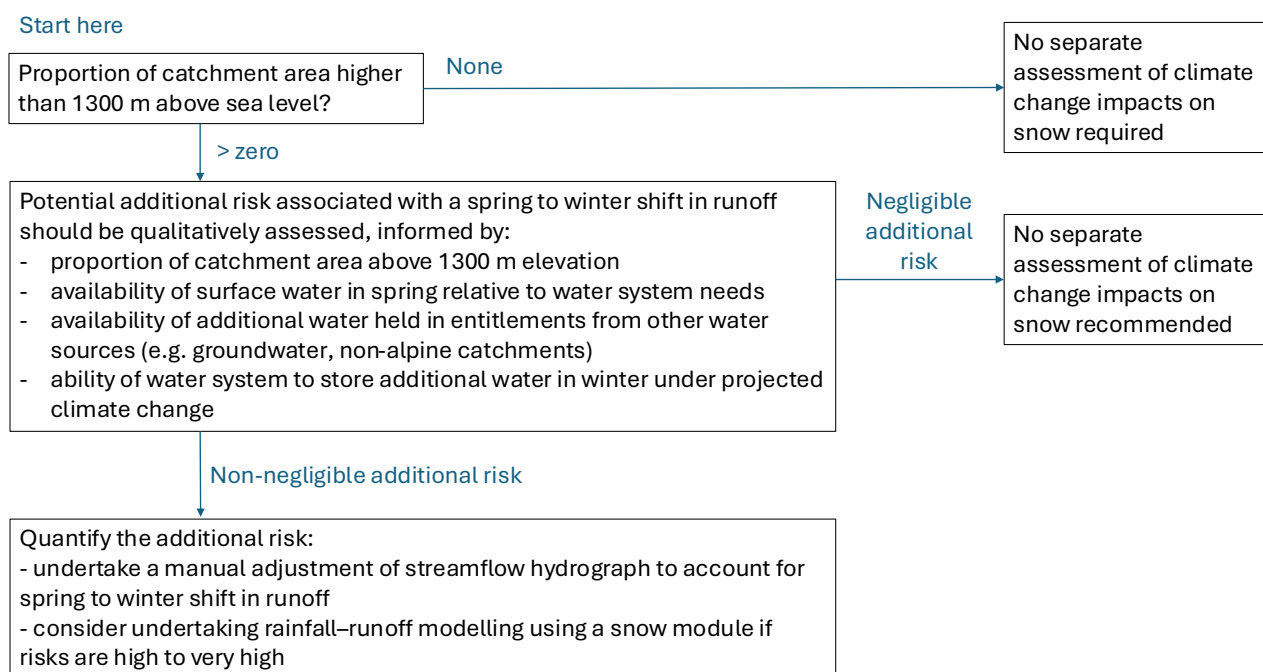 Start here
Proportion of catchment area higher
than 1300 m above sea level?
None
No separate
assessment of climate
change impacts on
snow required
> zero
Potential additional risk associated with a spring to winter shift in runoff
should be qualitatively assessed, informed by:
- proportion of catchment area above 1300 m elevation
- availability of surface water in spring relative to water system needs
- availability of additional water held in entitlements from other water
sources (e.g. groundwater, non-alpine catchments)
- ability of water system to store additional water in winter under projected
climate change
Negligible
additional
risk
No separate
assessment of climate
change impacts on
snow recommended
Non-negligible additional risk
Quantify the additional risk:
- undertake a manual adjustment of streamflow hydrograph to account for
spring to winter shift in runoff
- consider undertaking rainfall–runoff modelling using a snow module if
risks are high to very high